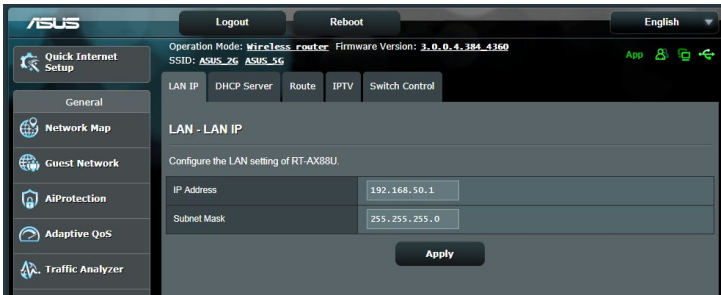 ASUS
Logout
Reboot
English
Quick Internet
Setup
Operation Mode: Wireless router Firmware Version: 3.0.0.4.384_4360
SSID: ASUS_2G ASUS_5G
App
LAN IP
DHCP Server
Route
IPTV
Switch Control
General
Network Map
Guest Network
AiProtection
Adaptive QoS
Traffic Analyzer
LAN - LAN IP
Configure the LAN setting of RT-AX88U.
IP Address
192.168.50.1
Subnet Mask
255.255.255.0
Apply